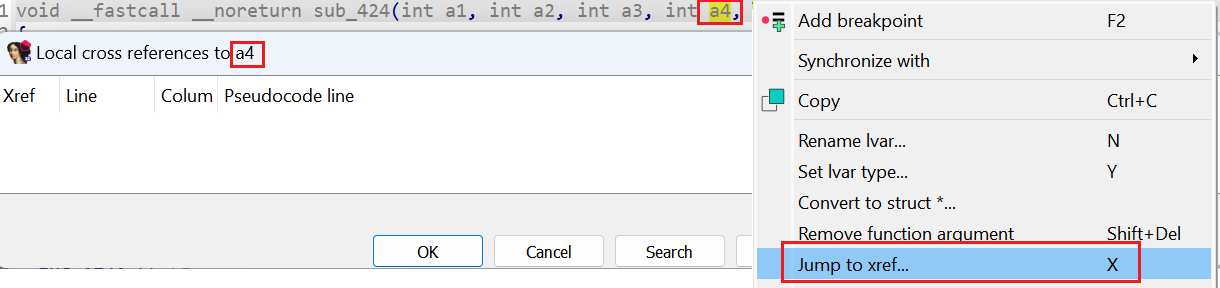 1 void __fastcall __noreturn sub_424(int a1, int a2, int a3, int a4,
Local cross references to a4
Xref Line Colum Pseudocode line
OK Cancel Search
Add breakpoint F2
Synchronize with
Copy Ctrl+C
Rename lvar... N
Set lvar type... Y
Convert to struct *...
Remove function argument Shift+Del
Jump to xref... X